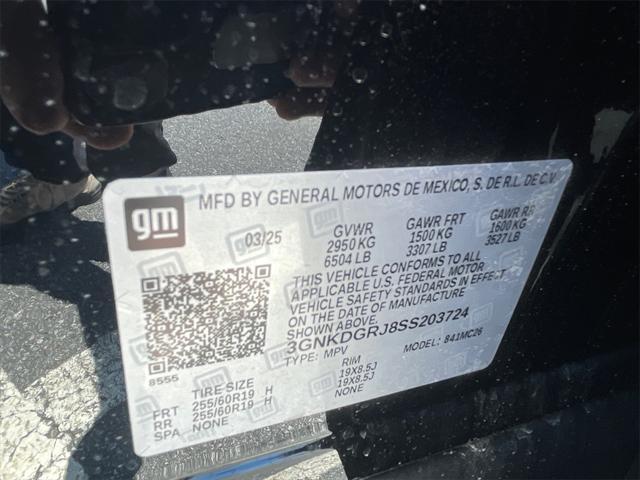 gm
MFD BY GENERAL MOTORS DE MEXICO, S. DE R.L. DE C.V.
03/25 GVWR GAWR FRT GAWR RR
2950 KG 1500 KG 1600 KG
6504 LB 3307 LB 3527 LB
THIS VEHICLE CONFORMS TO ALL
APPLICABLE U.S. FEDERAL MOTOR
VEHICLE SAFETY STANDARDS IN EFFECT
ON THE DATE OF MANUFACTURE
SHOWN ABOVE.
3GNKDGRJ8SS203724
TYPE: MPV MODEL: 841MC26
8555
TIRE SIZE RIM
FRT 255/60R19 H 19X8.5J
RR 255/60R19 H 19X8.5J
SPA NONE NONE